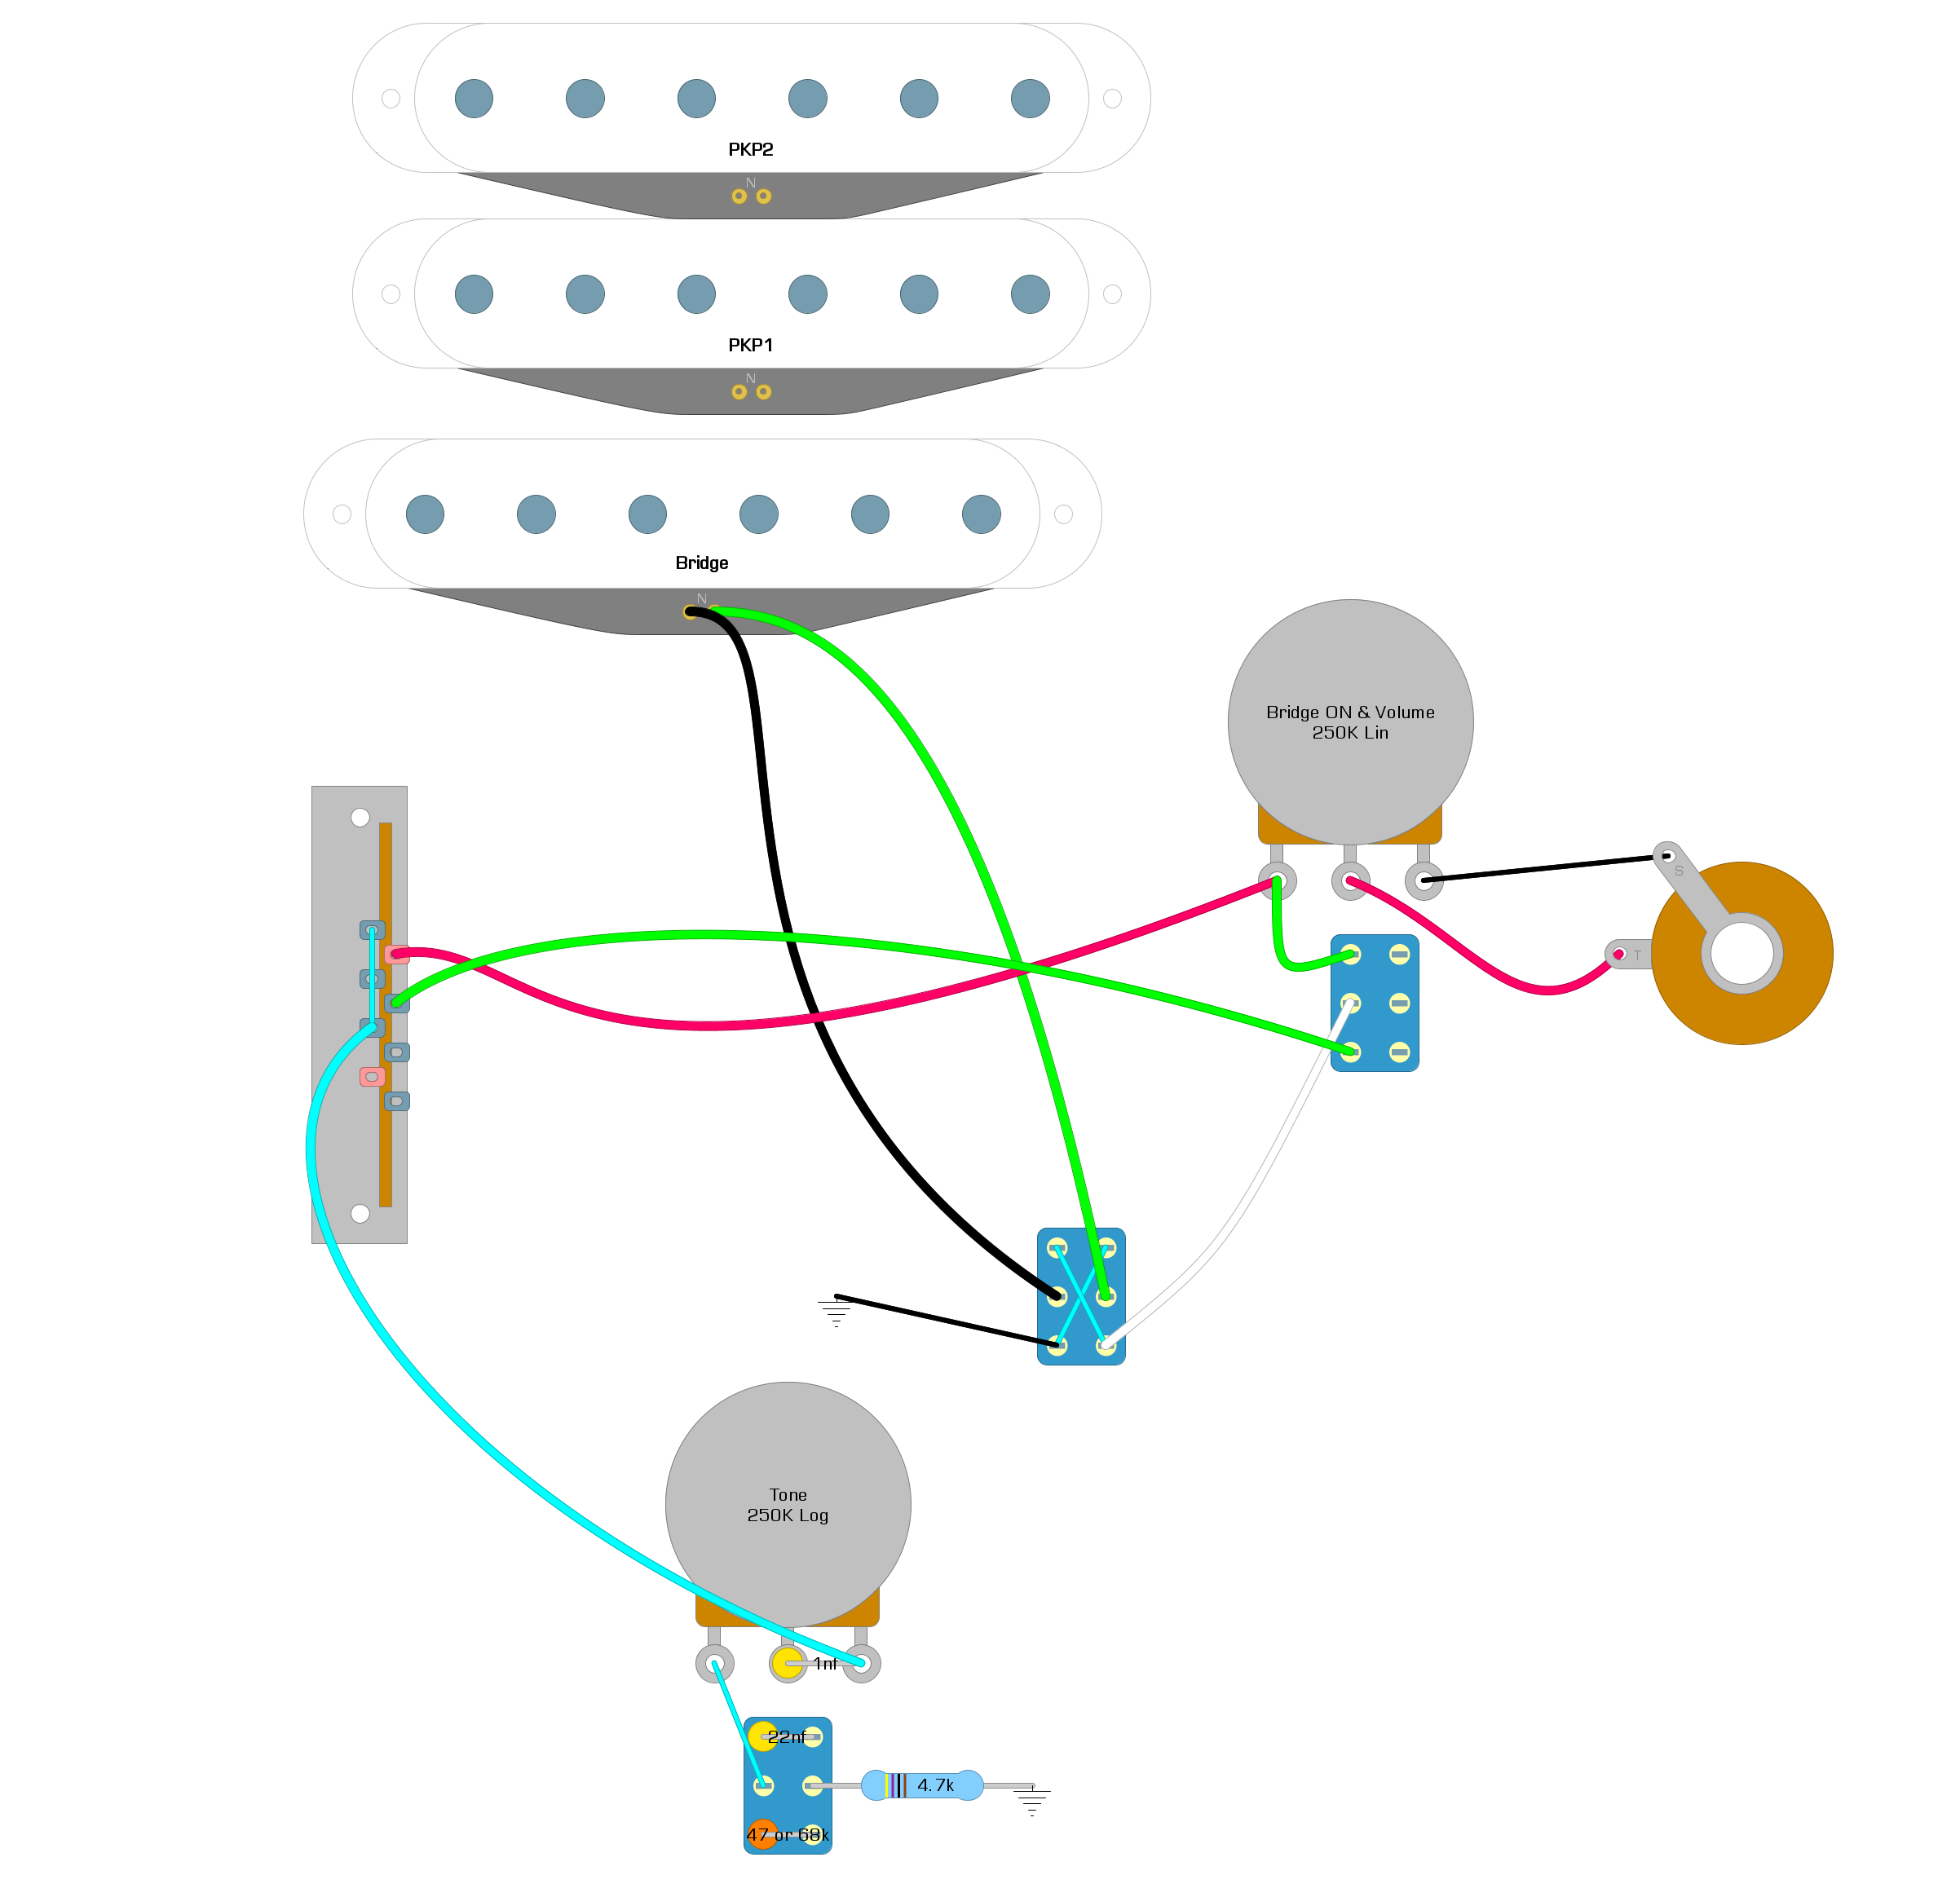 PKP2
N
PKP1
N
Bridge
N
Bridge ON & Volume
250K Lin
S
T
Tone
250K Log
1nf
22nf
4.7k
47 or 68k